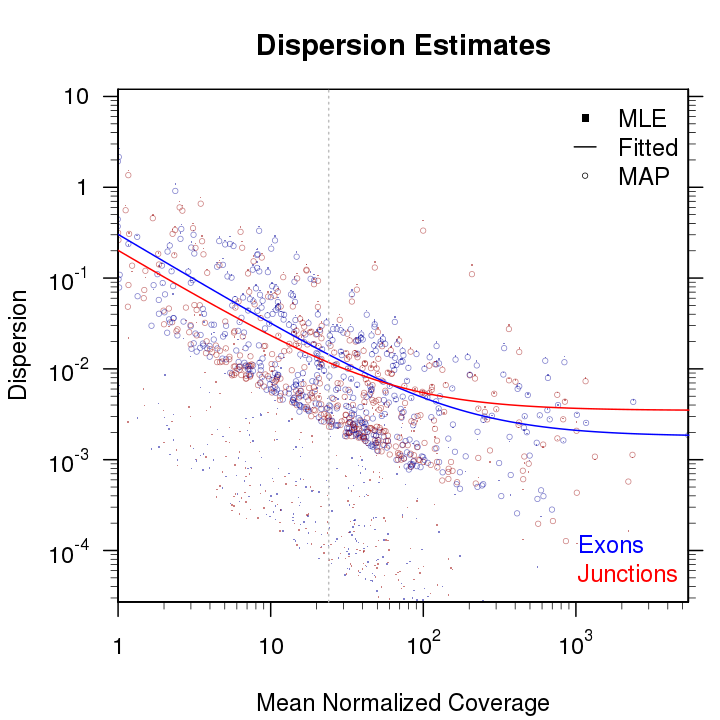 Dispersion Estimates
10
1
10^-1
10^-2
10^-3
10^-4
Dispersion
MLE
Fitted
MAP
Exons
Junctions
1
10
10^2
10^3
Mean Normalized Coverage